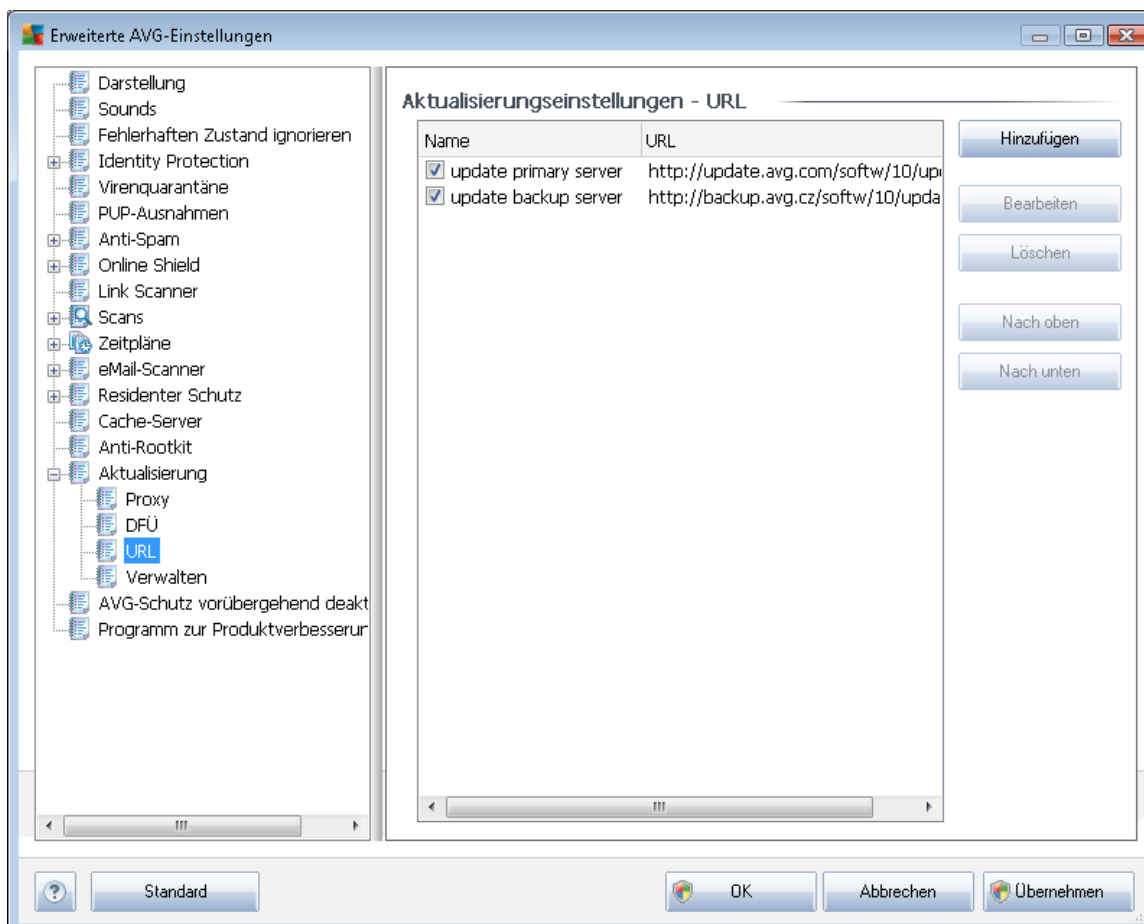 Erweiterte AVG-Einstellungen
Darstellung
Sounds
Fehlerhaften Zustand ignorieren
Identity Protection
Virenquarantäne
PUP-Ausnahmen
Anti-Spam
Online Shield
Link Scanner
Scans
Zeitpläne
eMail-Scanner
Residenter Schutz
Cache-Server
Anti-Rootkit
Aktualisierung
Proxy
DFÜ
URL
Verwalten
AVG-Schutz vorübergehend deakt
Programm zur Produktverbesserun
Aktualisierungseinstellungen - URL
Name URL
update primary server http://update.avg.com/softw/10/up
update backup server http://backup.avg.cz/softw/10/upda
Hinzufügen
Bearbeiten
Löschen
Nach oben
Nach unten
? Standard OK Abbrechen Übernehmen